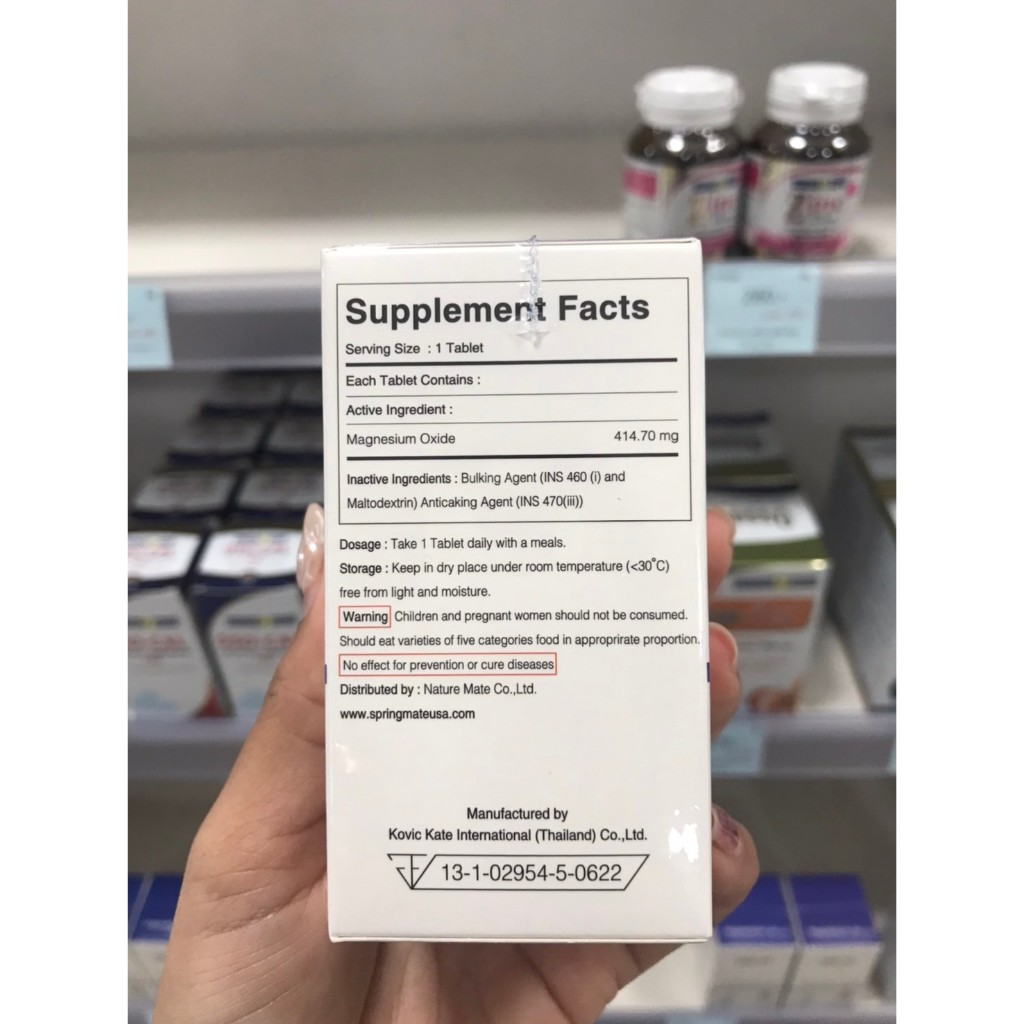 Supplement Facts
Serving Size : 1 Tablet
Each Tablet Contains :
Active Ingredient :
Magnesium Oxide 414.70 mg
Inactive Ingredients : Bulking Agent (INS 460 (i) and
Maltodextrin) Anticaking Agent (INS 470(iii))
Dosage : Take 1 Tablet daily with a meals.
Storage : Keep in dry place under room temperature (<30°C)
free from light and moisture.
Warning Children and pregnant women should not be consumed.
Should eat varieties of five categories food in approprirate proportion.
No effect for prevention or cure diseases
Distributed by : Nature Mate Co.,Ltd.
www.springmateusa.com
Manufactured by
Kovic Kate International (Thailand) Co.,Ltd.
13-1-02954-5-0622